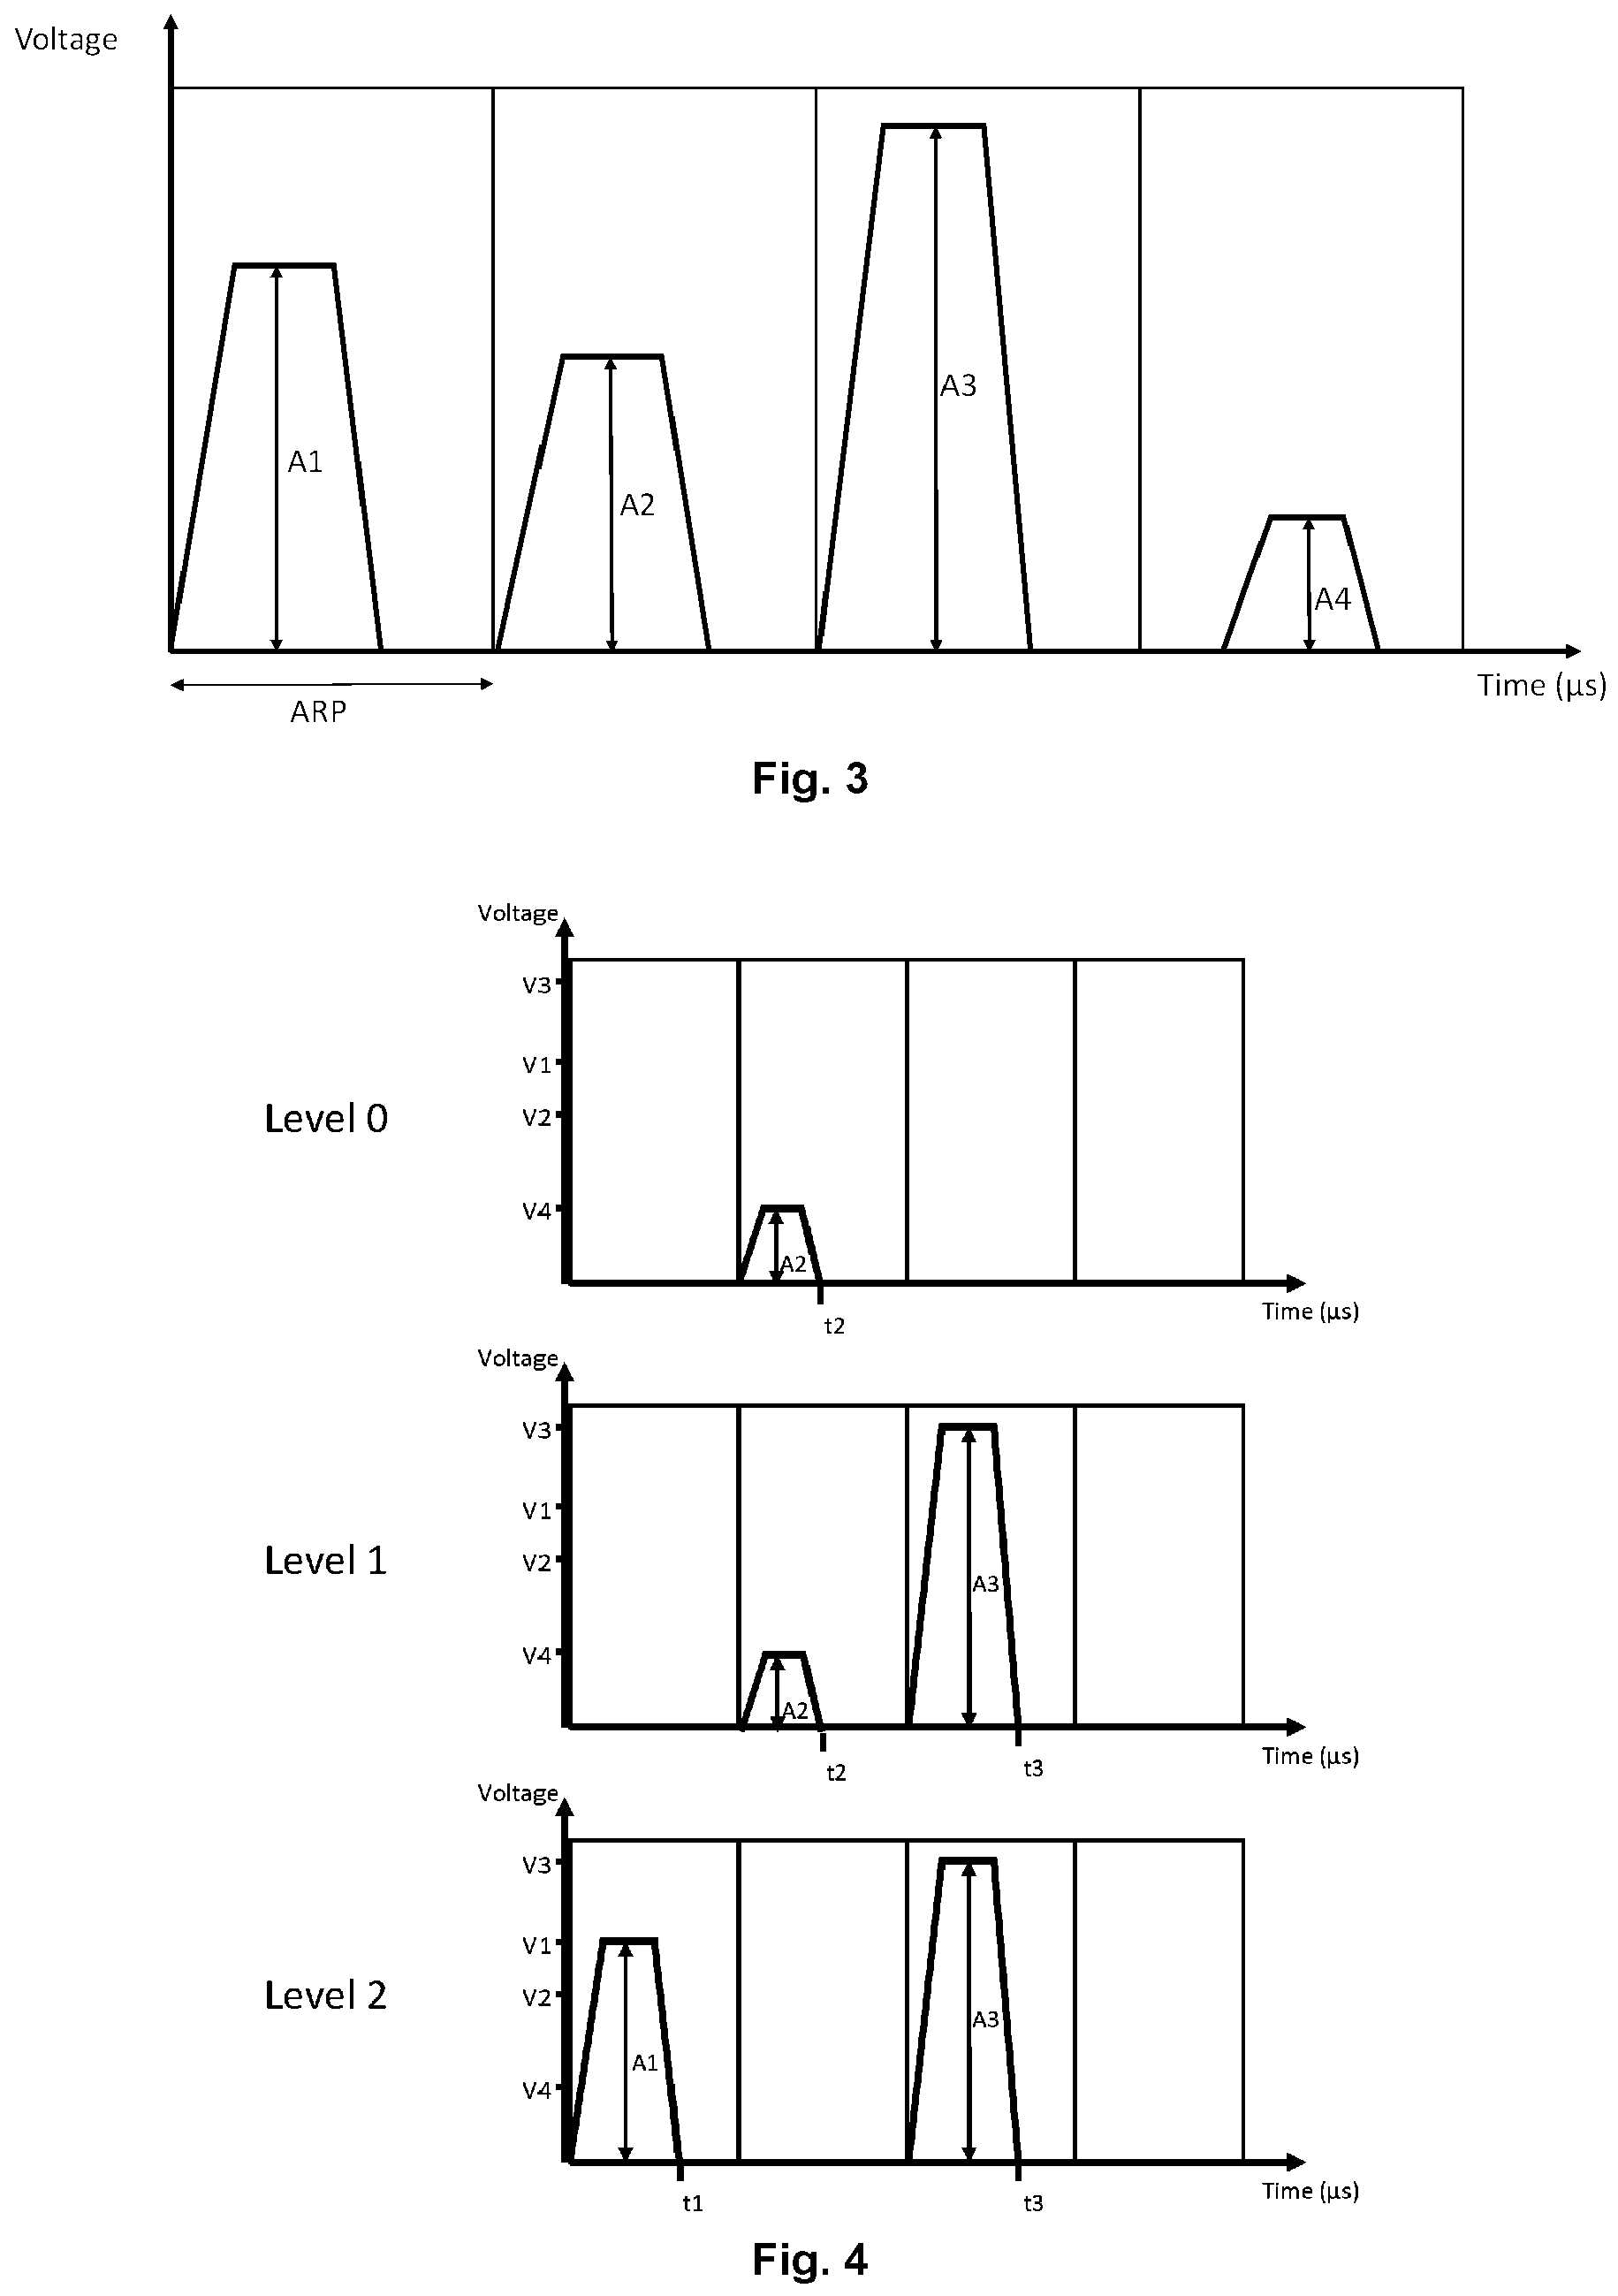 Voltage
A1
A2
A3
A4
Time (µs)
ARP
Fig. 3
Voltage
V3
V1
Level 0
V2
V4
A2
Time (µs)
t2
Voltage
V3
V1
Level 1
V2
V4
A3
A2
Time (µs)
t2
t3
Voltage
V3
V1
Level 2
V2
V4
A1
A3
Time (µs)
t1
t3
Fig. 4